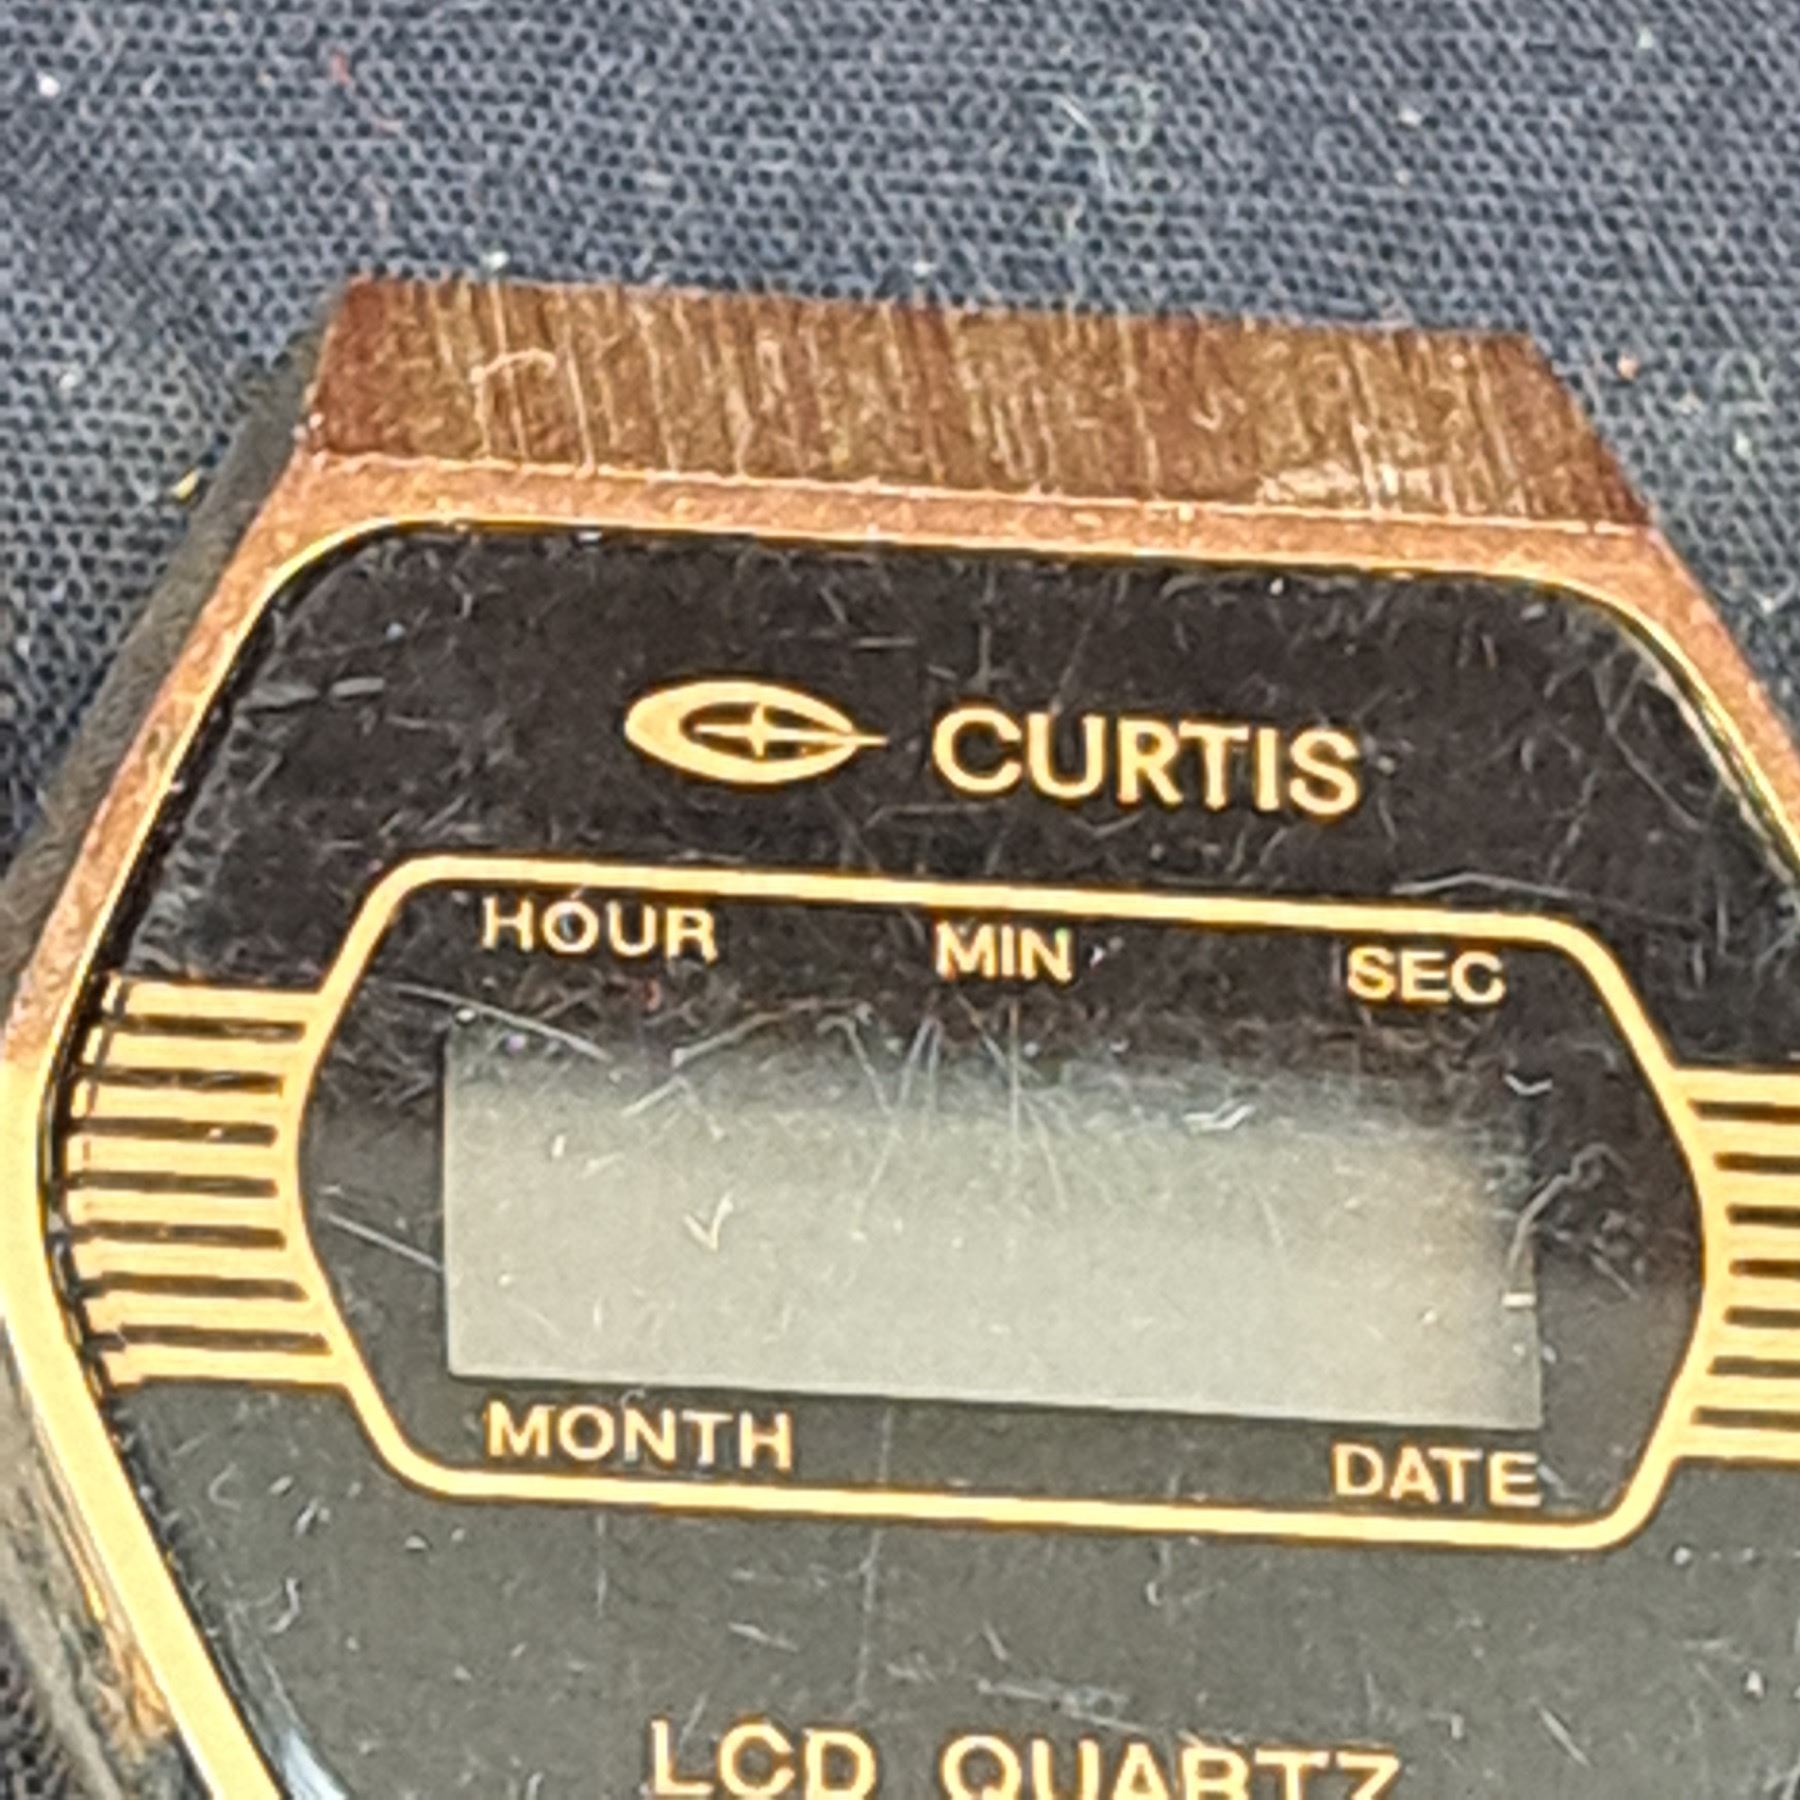 CURTIS
HOUR MIN SEC
MONTH DATE
LCD QUARTZ